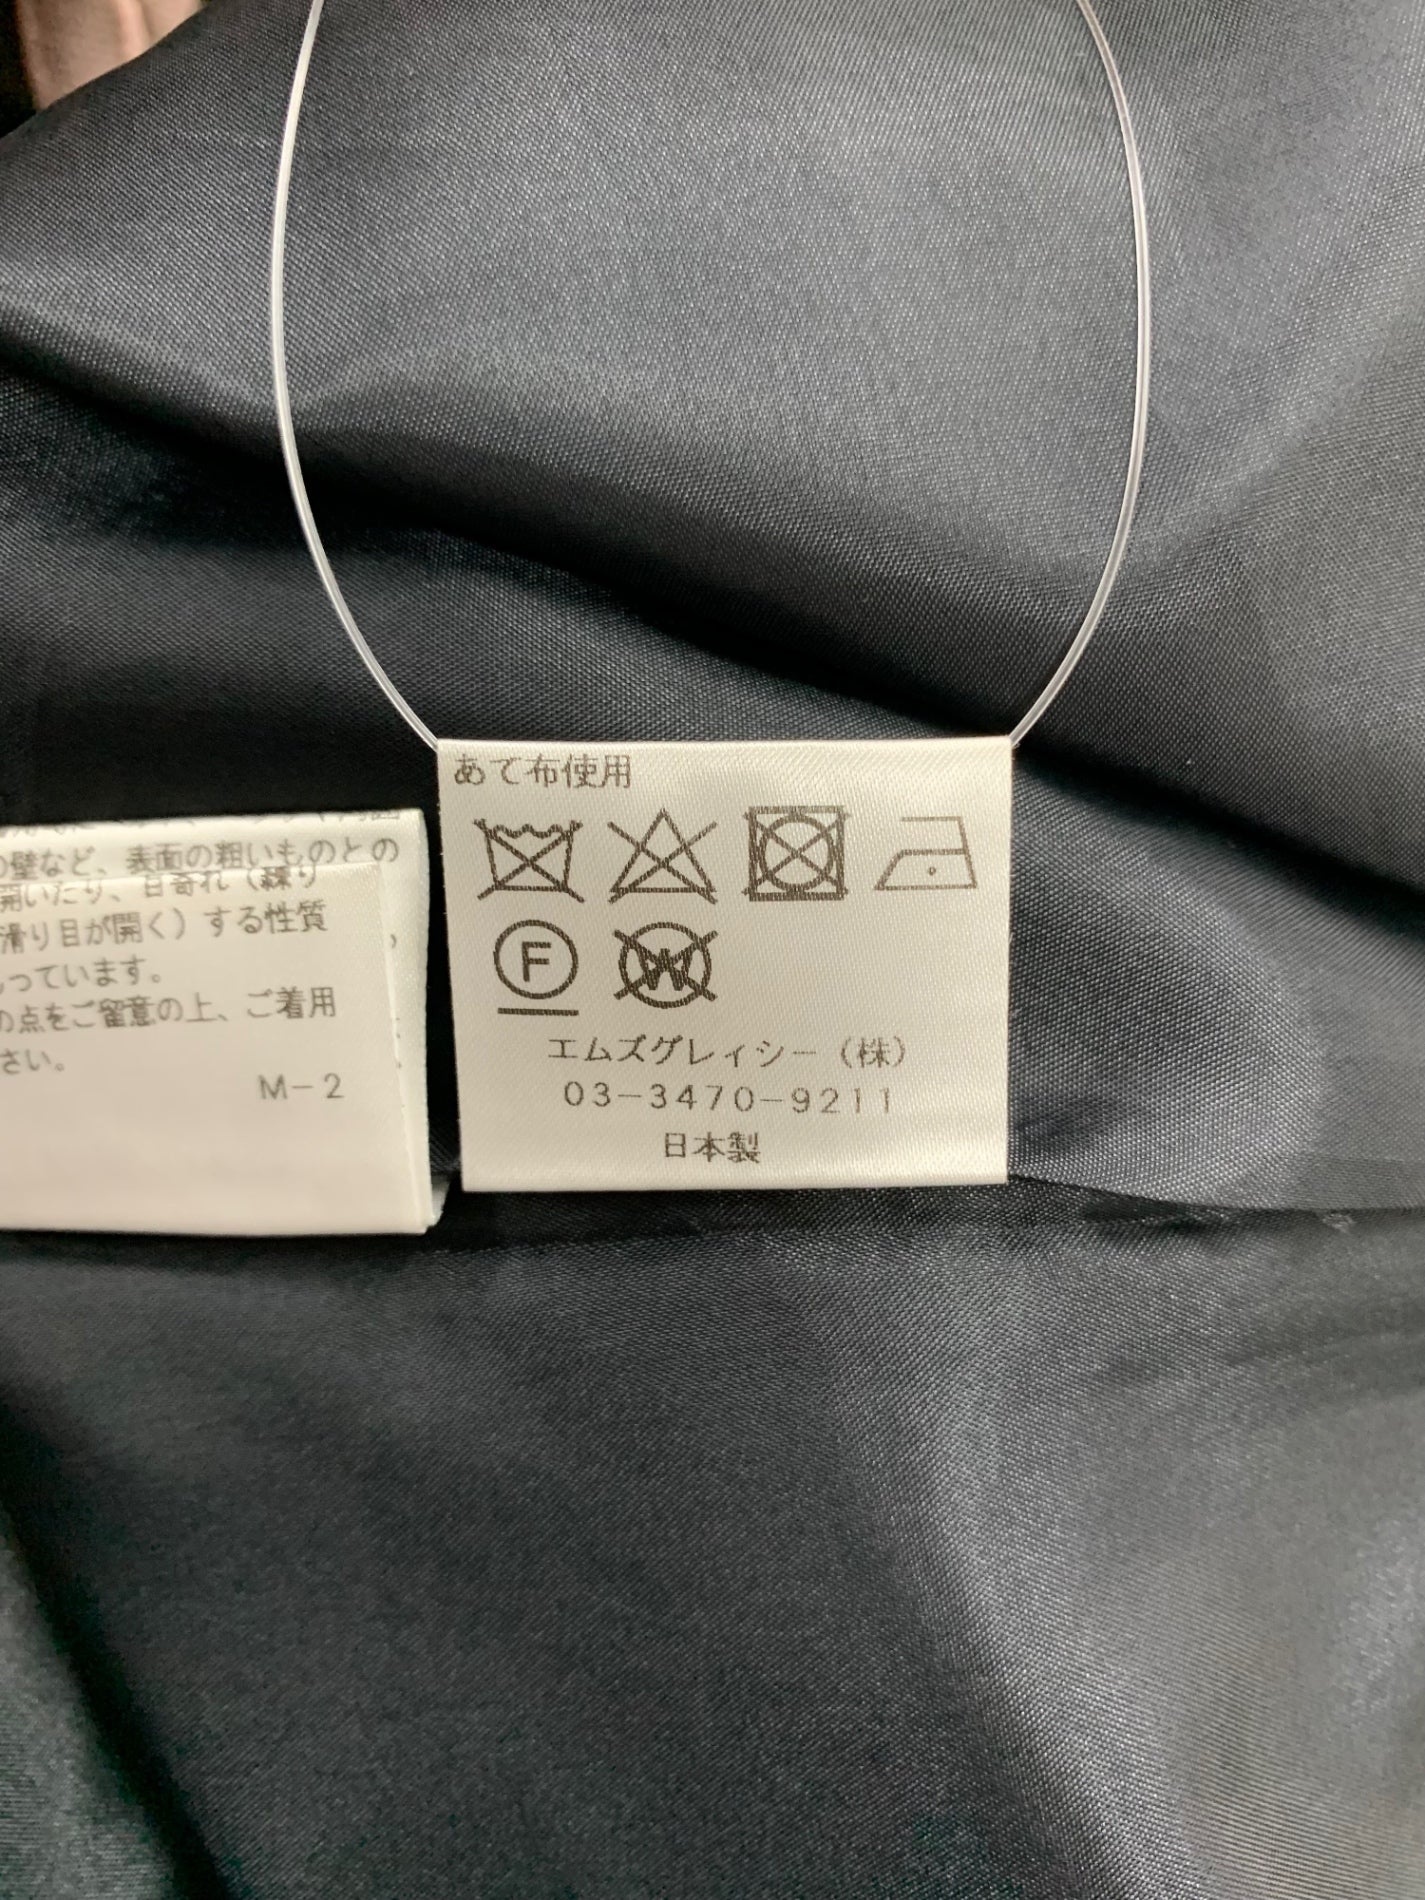 の壁など、表面の粗いものとの
開いたり、目寄れ（縒り
滑り目が開く）する性質
っています。
の点をご留意の上、ご着用
さい。
M-2
あて布使用
F
W
エムズグレィシー（株）
03-3470-9211
日本製